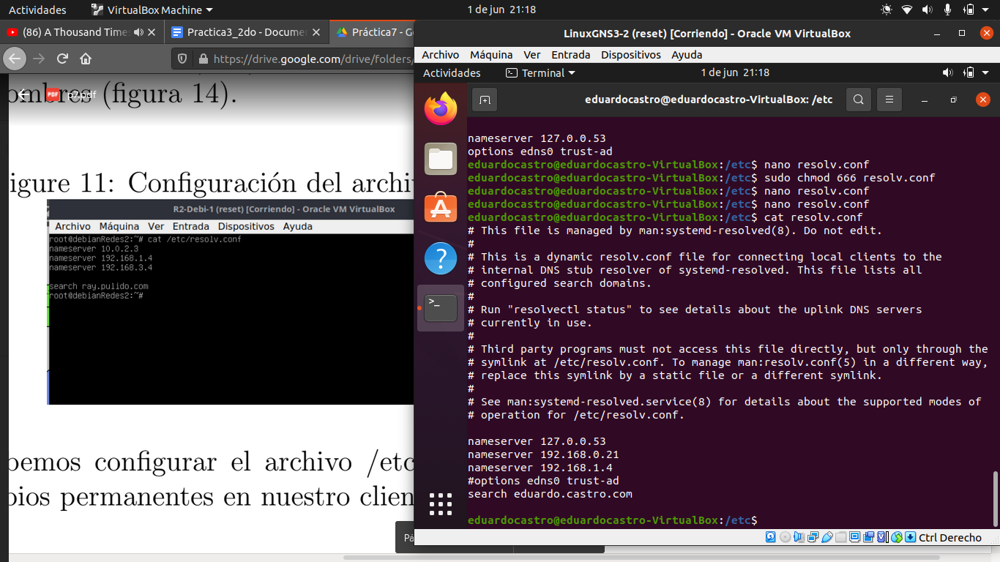 Actividades
VirtualBox Machine
1 de jun 21:18
(86) A Thousand Time
Practica3_2do - Documen
Práctica7 - G
https://drive.google.com/drive/folders/
p7.pdf
ombres (figura 14).
igure 11: Configuración del archiv
R2-Debi-1 (reset) [Corriendo] - Oracle VM VirtualBox
Archivo Máquina Ver Entrada Dispositivos Ayuda
root@debianRedes2:~# cat /etc/resolv.conf
nameserver 10.0.2.3
nameserver 192.168.1.4
nameserver 192.168.3.4
search ray.pulido.com
root@debianRedes2:~#
bemos configurar el archivo /etc
bios permanentes en nuestro clien
Pá
LinuxGNS3-2 (reset) [Corriendo] - Oracle VM VirtualBox
Archivo Máquina Ver Entrada Dispositivos Ayuda
Actividades
Terminal
1 de jun 21:18
eduardocastro@eduardocastro-VirtualBox: /etc
nameserver 127.0.0.53
options edns0 trust-ad
eduardocastro@eduardocastro-VirtualBox:/etc$ nano resolv.conf
eduardocastro@eduardocastro-VirtualBox:/etc$ sudo chmod 666 resolv.conf
eduardocastro@eduardocastro-VirtualBox:/etc$ nano resolv.conf
eduardocastro@eduardocastro-VirtualBox:/etc$ nano resolv.conf
eduardocastro@eduardocastro-VirtualBox:/etc$ cat resolv.conf
# This file is managed by man:systemd-resolved(8). Do not edit.
#
# This is a dynamic resolv.conf file for connecting local clients to the
# internal DNS stub resolver of systemd-resolved. This file lists all
# configured search domains.
#
# Run "resolvectl status" to see details about the uplink DNS servers
# currently in use.
#
# Third party programs must not access this file directly, but only through the
# symlink at /etc/resolv.conf. To manage man:resolv.conf(5) in a different way,
# replace this symlink by a static file or a different symlink.
#
# See man:systemd-resolved.service(8) for details about the supported modes of
# operation for /etc/resolv.conf.
nameserver 127.0.0.53
nameserver 192.168.0.21
nameserver 192.168.1.4
#options edns0 trust-ad
search eduardo.castro.com
eduardocastro@eduardocastro-VirtualBox:/etc$
Ctrl Derecho